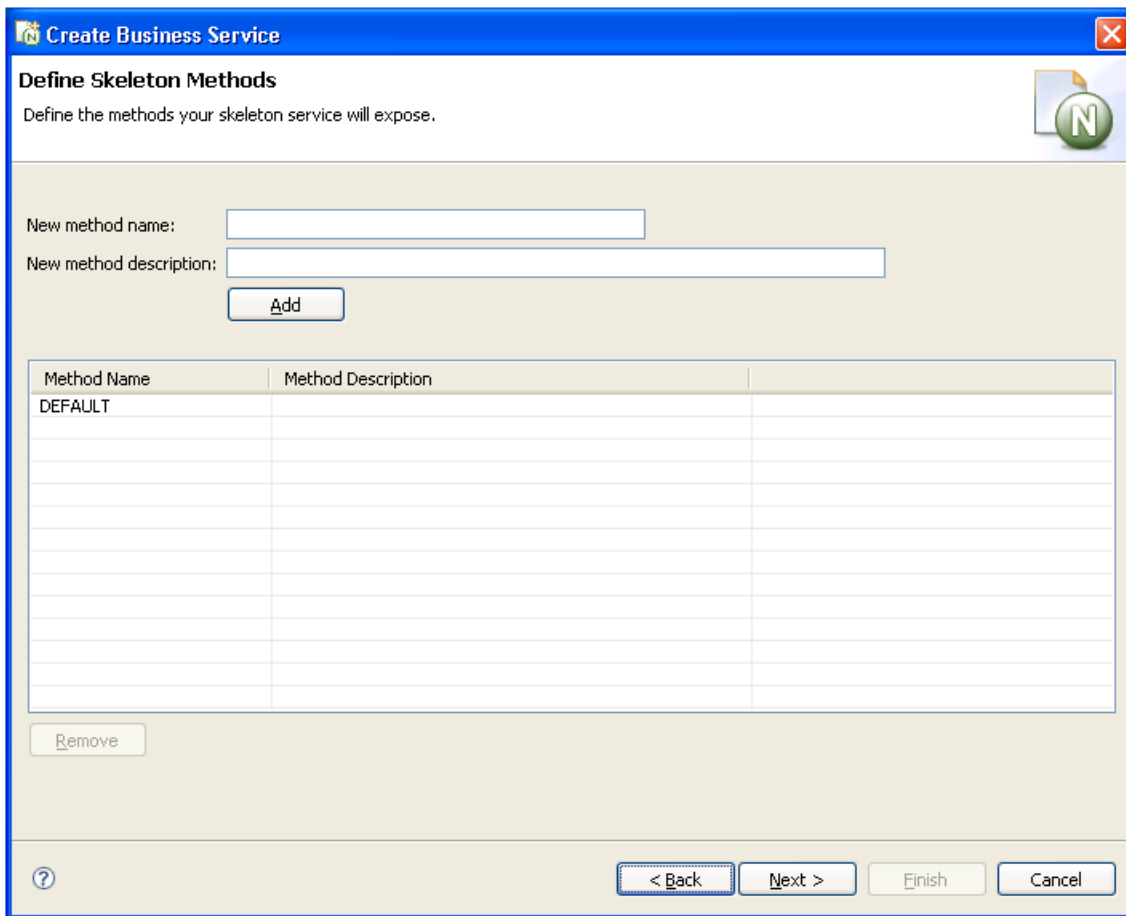 Create Business Service
Define Skeleton Methods
Define the methods your skeleton service will expose.
N
New method name:
New method description:
Add
Method Name Method Description
DEFAULT
Remove
?
< Back Next > Finish Cancel